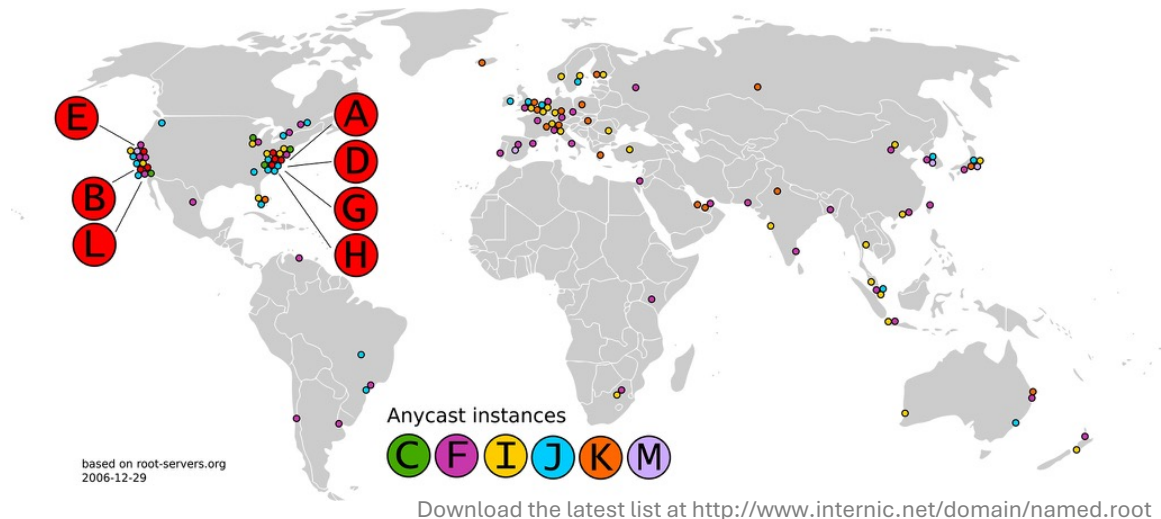 E
A
D
B
G
L
H
Anycast instances
C F I J K M
based on root-servers.org
2006-12-29
Download the latest list at http://www.internic.net/domain/named.root